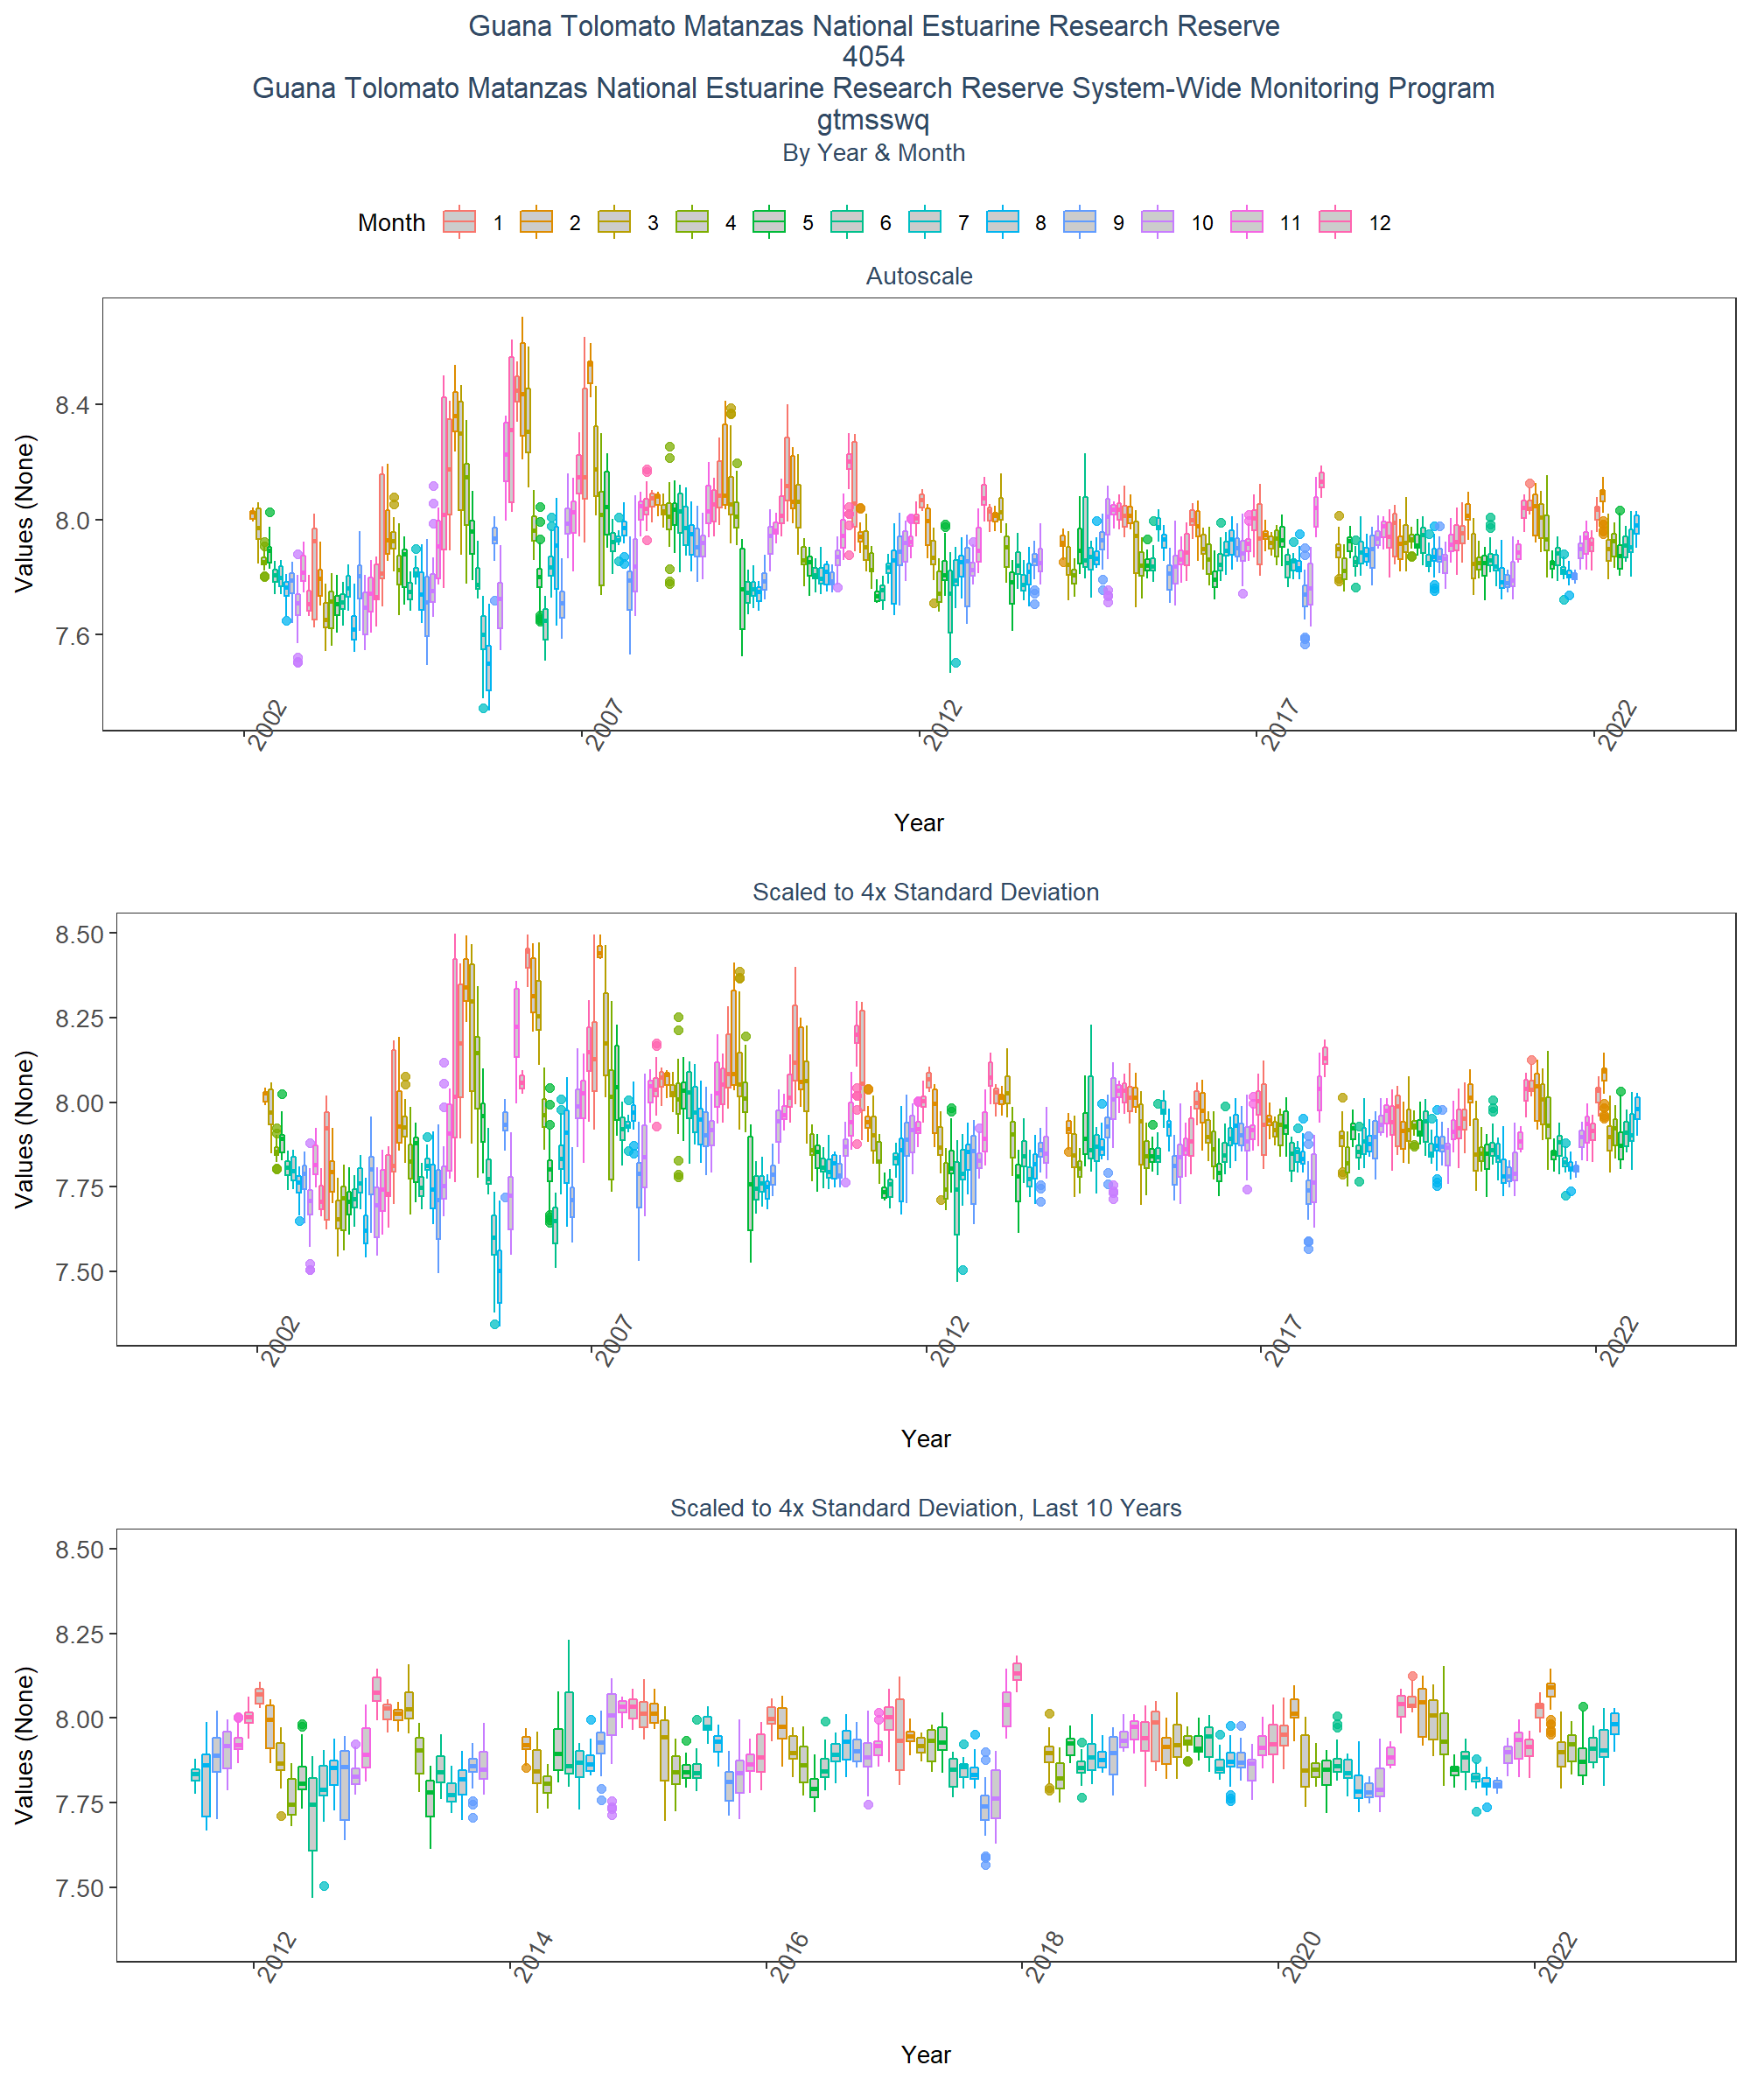 Guana Tolomato Matanzas National Estuarine Research Reserve
4054
Guana Tolomato Matanzas National Estuarine Research Reserve System-Wide Monitoring Program
gtmsswq
By Year & Month
Month 1 2 3 4 5 6 7 8 9 10 11 12
Autoscale
Values (None)
8.4
8.0
7.6
2002 2007 2012 2017 2022
Year
Scaled to 4x Standard Deviation
Values (None)
8.50
8.25
8.00
7.75
7.50
2002 2007 2012 2017 2022
Year
Scaled to 4x Standard Deviation, Last 10 Years
Values (None)
8.50
8.25
8.00
7.75
7.50
2012 2014 2016 2018 2020 2022
Year